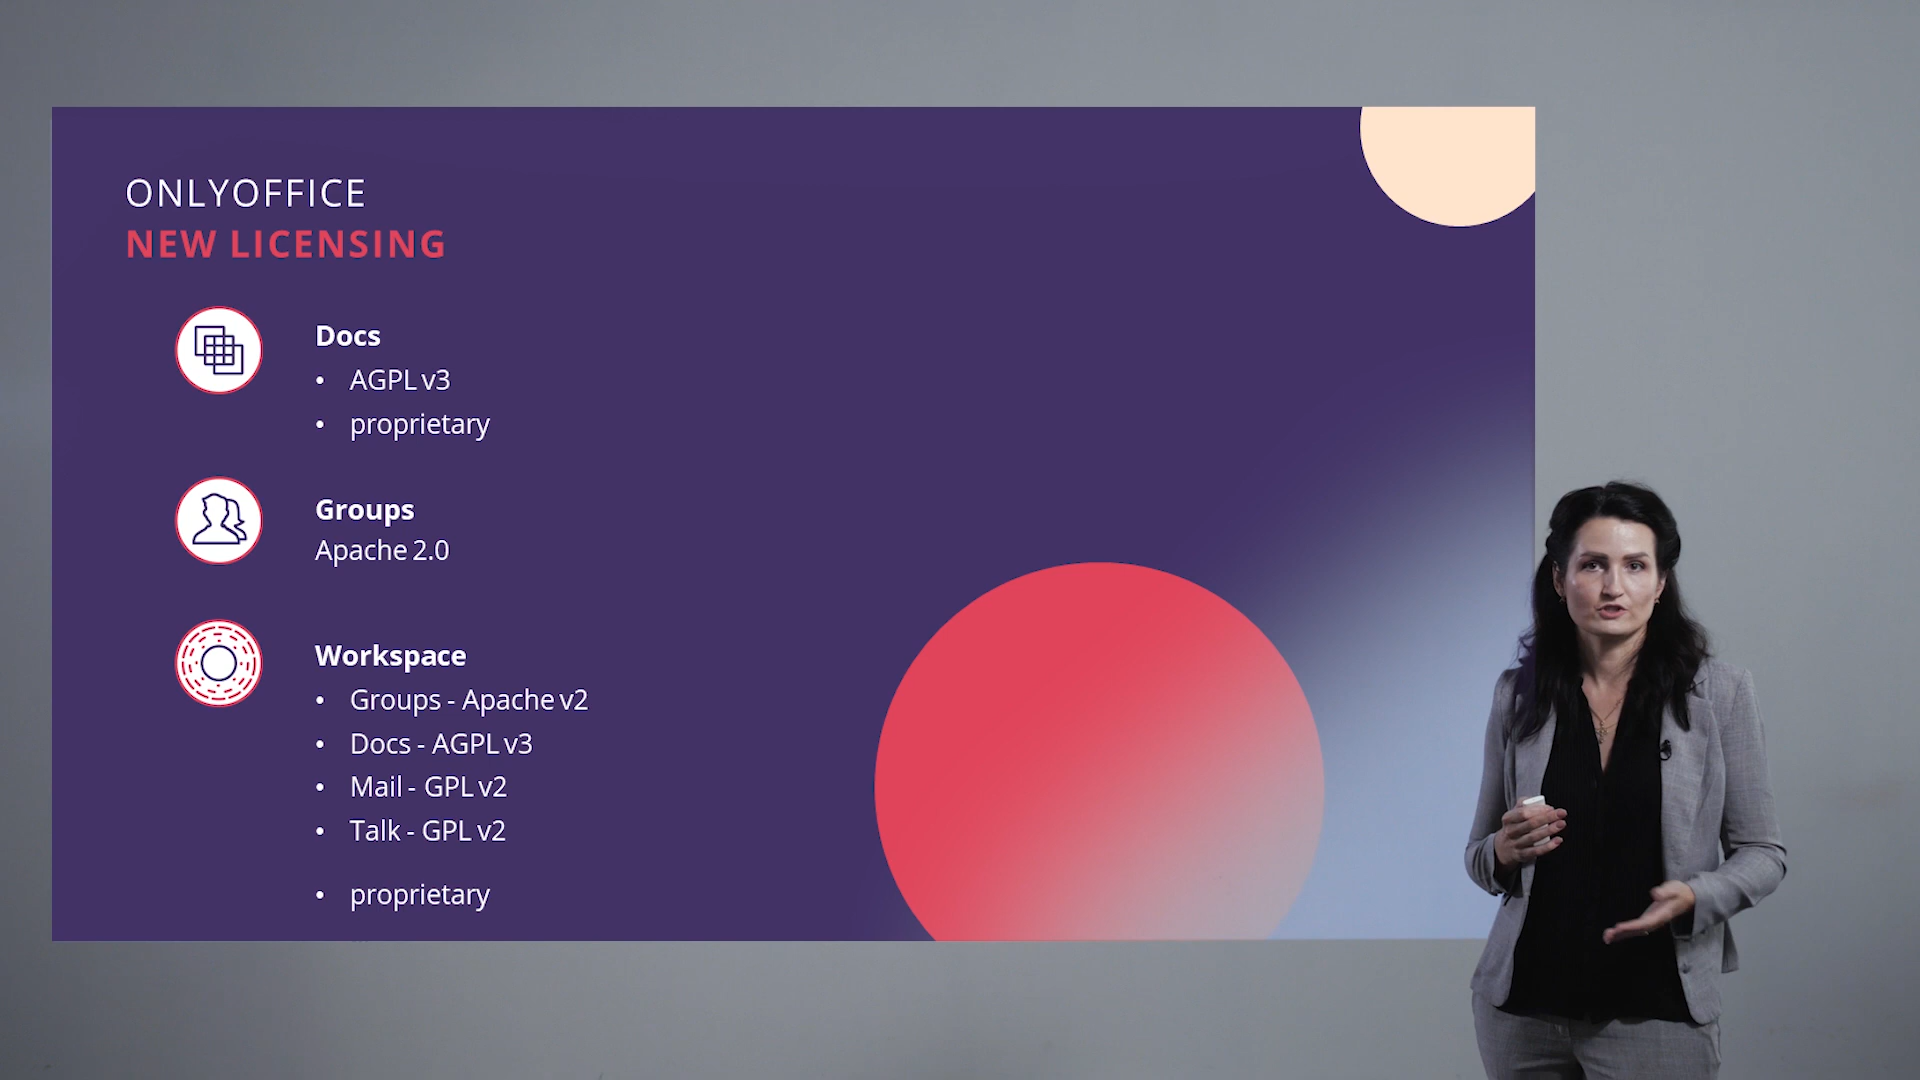 ONLYOFFICE
NEW LICENSING
Docs
• AGPL v3
• proprietary
Groups
Apache 2.0
Workspace
• Groups - Apache v2
• Docs - AGPL v3
• Mail - GPL v2
• Talk - GPL v2
• proprietary